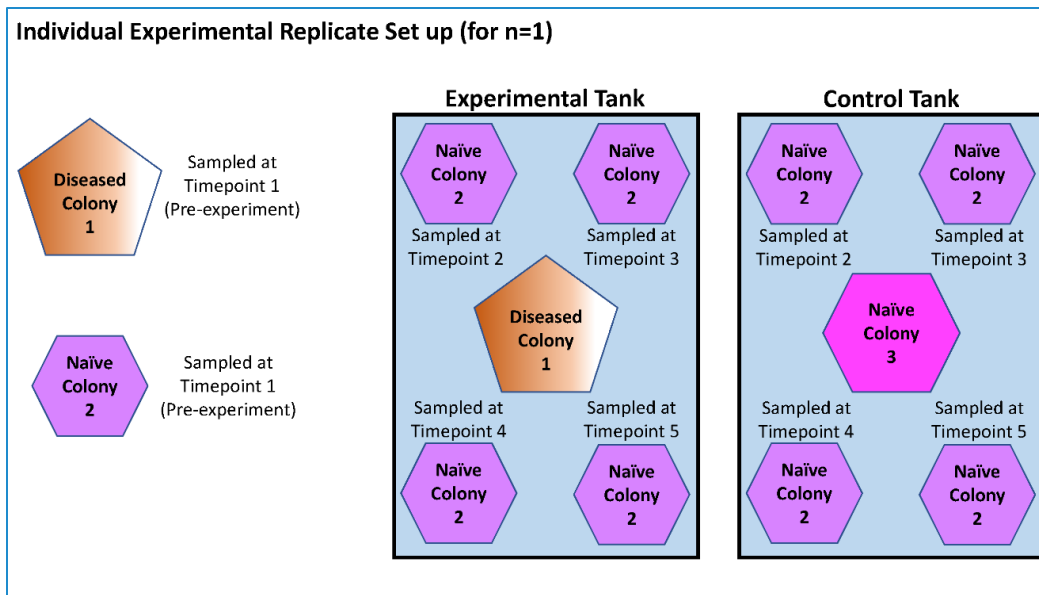 Individual Experimental Replicate Set up (for n=1)
Experimental Tank
Control Tank
Diseased
Colony
1
Sampled at
Timepoint 1
(Pre-experiment)
Naïve
Colony
2
Sampled at
Timepoint 1
(Pre-experiment)
Naïve
Colony
2
Sampled at
Timepoint 2
Naïve
Colony
2
Sampled at
Timepoint 3
Diseased
Colony
1
Sampled at
Timepoint 4
Naïve
Colony
2
Sampled at
Timepoint 5
Naïve
Colony
2
Naïve
Colony
2
Sampled at
Timepoint 2
Naïve
Colony
2
Sampled at
Timepoint 3
Naïve
Colony
3
Sampled at
Timepoint 4
Naïve
Colony
2
Sampled at
Timepoint 5
Naïve
Colony
2